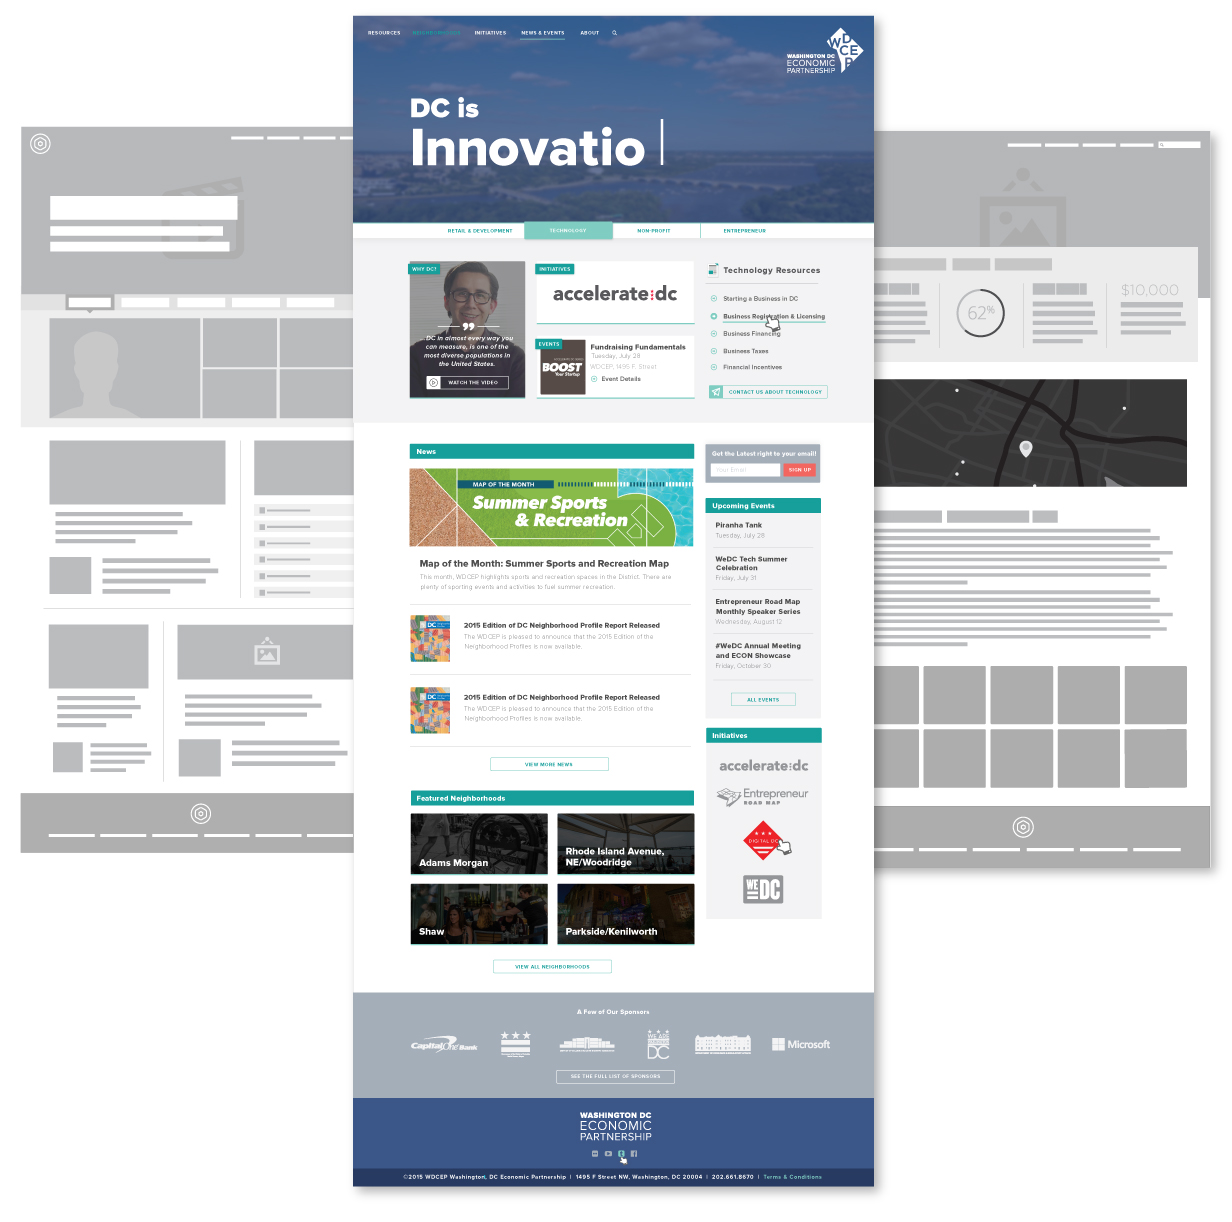 RESOURCES
NEIGHBORHOODS
INITIATIVES
NEWS & EVENTS
ABOUT
WDCEP
WASHINGTON DC
ECONOMIC
PARTNERSHIP
DC is
Innovatio
RETAIL & DEVELOPMENT
TECHNOLOGY
NON-PROFIT
ENTREPRENEUR
WHY DC?
...DC in almost every way you
can measure, is one of the
most diverse populations in
the United States.
WATCH THE VIDEO
INITIATIVES
accelerate:dc
EVENTS
BOOST
Your Startup
Fundraising Fundamentals
Tuesday, July 28
WDCEP, 1495 F. Street
Event Details
Technology Resources
Starting a Business in DC
Business Registration & Licensing
Business Financing
Business Taxes
Financial Incentives
CONTACT US ABOUT TECHNOLOGY
62%
$10,000
News
MAP OF THE MONTH
Summer Sports
& Recreation
Map of the Month: Summer Sports and Recreation Map
This month, WDCEP highlights sports and recreation spaces in the District. There are
plenty of sporting events and activities to fuel summer recreation.
DC
2015 Edition of DC Neighborhood Profile Report Released
The WDCEP is pleased to announce that the 2015 Edition of the
Neighborhood Profiles is now available.
DC
2015 Edition of DC Neighborhood Profile Report Released
The WDCEP is pleased to announce that the 2015 Edition of the
Neighborhood Profiles is now available.
VIEW MORE NEWS
Get the Latest right to your email!
Your Email
SIGN UP
Upcoming Events
Piranha Tank
Tuesday, July 28
WeDC Tech Summer
Celebration
Friday, July 31
Entrepreneur Road Map
Monthly Speaker Series
Wednesday, August 12
#WeDC Annual Meeting
and ECON Showcase
Friday, October 30
ALL EVENTS
Initiatives
accelerate:dc
Entrepreneur
ROAD MAP
DIGITAL DC
WE DC
Featured Neighborhoods
Adams Morgan
Rhode Island Avenue,
NE/Woodridge
Shaw
Parkside/Kenilworth
VIEW ALL NEIGHBORHOODS
A Few of Our Sponsors
Capital One Bank
WE ARE
DC
Microsoft
SEE THE FULL LIST OF SPONSORS
WASHINGTON DC
ECONOMIC
PARTNERSHIP
©2015 WDCEP Washington, DC Economic Partnership | 1495 F Street NW, Washington, DC 20004 | 202.661.8670 | Terms & Conditions